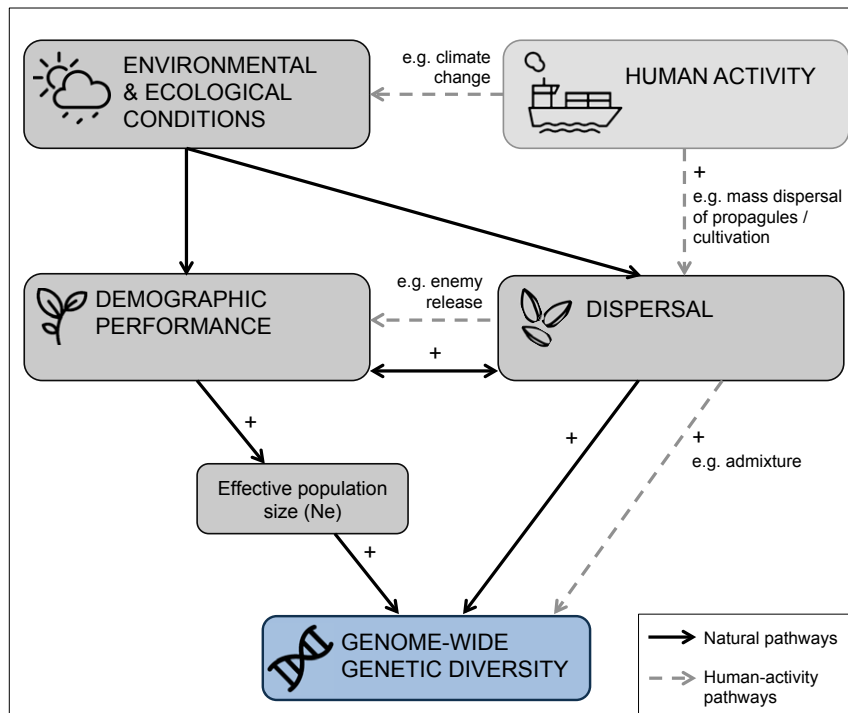 ENVIRONMENTAL
& ECOLOGICAL
CONDITIONS
e.g. climate
change
HUMAN ACTIVITY
+
e.g. mass dispersal
of propagules /
cultivation
DEMOGRAPHIC
PERFORMANCE
e.g. enemy
release
DISPERSAL
+
+
Effective population
size (Ne)
+
+
+
e.g. admixture
GENOME-WIDE
GENETIC DIVERSITY
Natural pathways
Human-activity
pathways